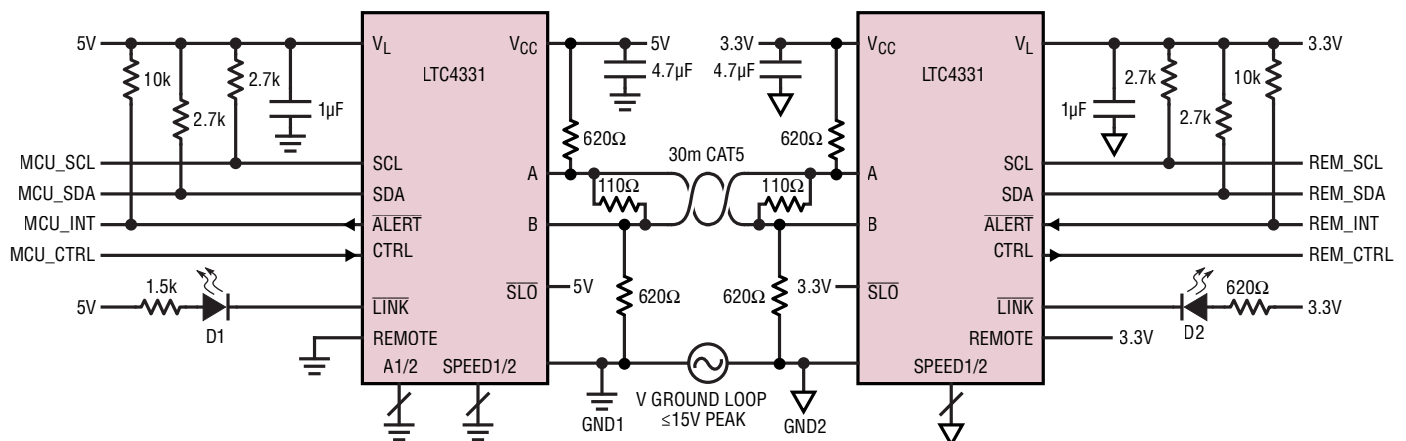 5V
10k
2.7k
2.7k
1µF
MCU_SCL
MCU_SDA
MCU_INT
MCU_CTRL
5V
1.5k
D1
VL
VCC
LTC4331
SCL
SDA
ALERT
CTRL
LINK
REMOTE
A1/2
SPEED1/2
A
B
SLO
5V
4.7µF
620Ω
110Ω
5V
620Ω
GND1
30m CAT5
V GROUND LOOP
≤15V PEAK
3.3V
4.7µF
620Ω
110Ω
620Ω
3.3V
GND2
VCC
VL
LTC4331
A
B
SLO
SCL
SDA
ALERT
CTRL
LINK
REMOTE
SPEED1/2
3.3V
1µF
2.7k
2.7k
10k
REM_SCL
REM_SDA
REM_INT
REM_CTRL
D2
620Ω
3.3V
3.3V